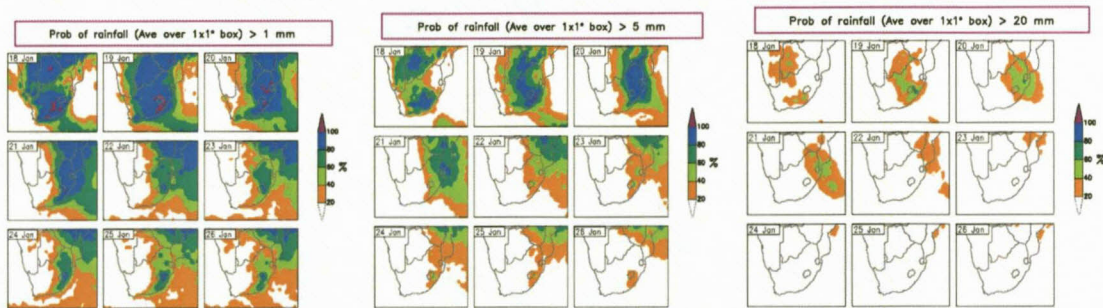 Prob of rainfall (Ave over 1x1° box) > 1 mm
18 Jan
19 Jan
20 Jan
21 Jan
22 Jan
23 Jan
24 Jan
25 Jan
26 Jan
100
80
60
40
20
%
Prob of rainfall (Ave over 1x1° box) > 5 mm
18 Jan
19 Jan
20 Jan
21 Jan
22 Jan
23 Jan
24 Jan
25 Jan
26 Jan
100
80
60
40
20
%
Prob of rainfall (Ave over 1x1° box) > 20 mm
18 Jan
19 Jan
20 Jan
21 Jan
22 Jan
23 Jan
24 Jan
25 Jan
26 Jan
100
80
60
40
20
%